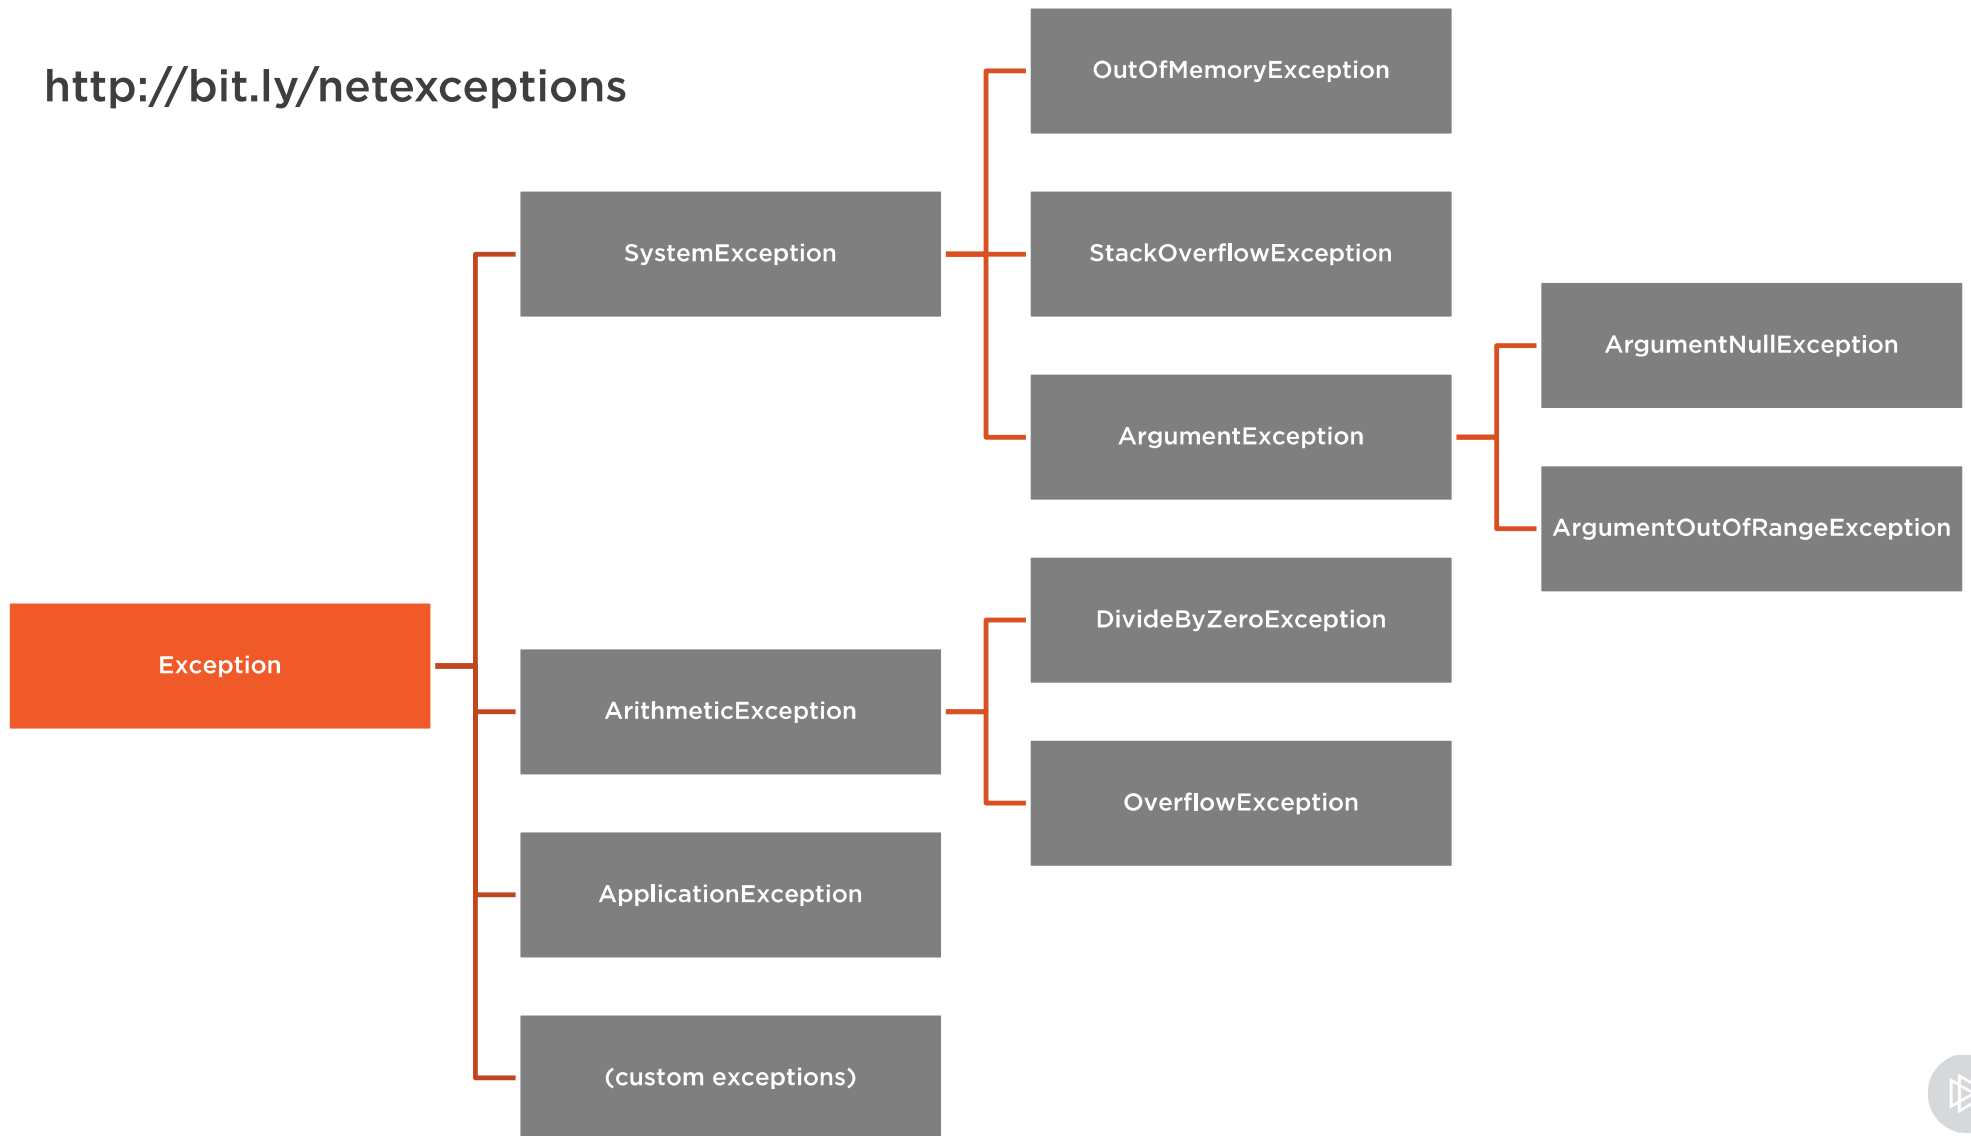 http://bit.ly/netexceptions
OutOfMemoryException
SystemException
StackOverflowException
ArgumentNullException
ArgumentException
ArgumentOutOfRangeException
DivideByZeroException
Exception
ArithmeticException
OverflowException
ApplicationException
(custom exceptions)